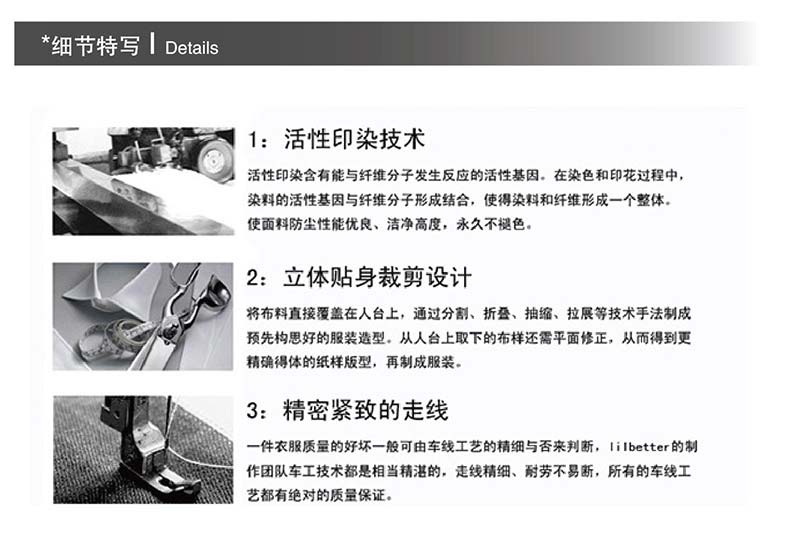 *细节特写 | Details
1：活性印染技术
活性印染含有能与纤维分子发生反应的活性基因。在染色和印花过程中，
染料的活性基因与纤维分子形成结合，使得染料和纤维形成一个整体。
使面料防尘性能优良、洁净高度，永久不褪色。
2：立体贴身裁剪设计
将布料直接覆盖在人台上，通过分割、折叠、抽缩、拉展等技术手法制成
预先构思好的服装造型。从人台上取下的布样还需平面修正，从而得到更
精确得体的纸样版型，再制成服装。
3：精密紧致的走线
一件衣服质量的好坏一般可由车线工艺的精细与否来判断，lilbetter的制
作团队车工技术都是相当精湛的，走线精细、耐劳不易断，所有的车线工
艺都有绝对的质量保证。